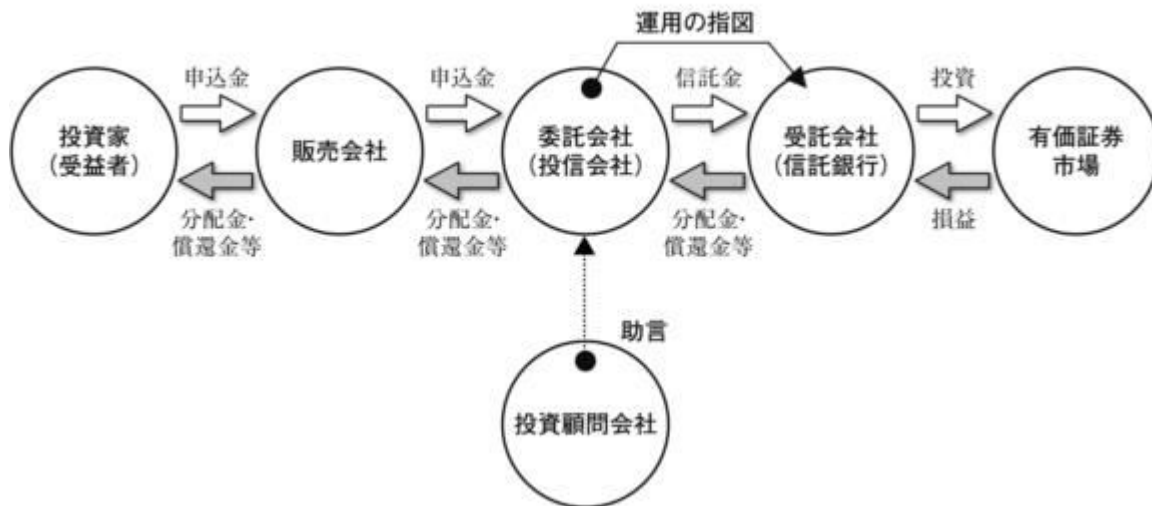 運用の指図
申込金
申込金
信託金
投資
投資家
（受益者）
販売会社
委託会社
（投信会社）
受託会社
（信託銀行）
有価証券
市場
分配金・
償還金等
分配金・
償還金等
分配金・
償還金等
損益
助言
投資顧問会社